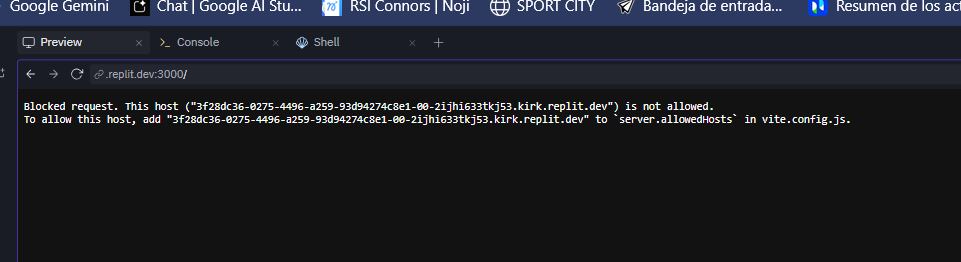 Google Gemini Chat | Google AI Stu... RSI Connors | Noji SPORT CITY Bandeja de entrada... Resumen de los act
Preview × >_ Console × Shell × +
.replit.dev:3000/
Blocked request. This host ("3f28dc36-0275-4496-a259-93d94274c8e1-00-2ijhi633tkj53.kirk.replit.dev") is not allowed.
To allow this host, add "3f28dc36-0275-4496-a259-93d94274c8e1-00-2ijhi633tkj53.kirk.replit.dev" to `server.allowedHosts` in vite.config.js.